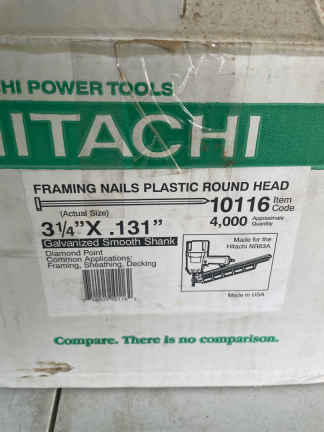 HI POWER TOOLS
HITACHI
FRAMING NAILS PLASTIC ROUND HEAD
(Actual Size)
10116 Item Code
4,000 Approximate Quantity
3¼" X .131"
Galvanized Smooth Shank
Diamond Point
Common Applications:
Framing, Sheathing, Decking
Made for the
Hitachi NR83A
Made in USA
Compare. There is no comparison.